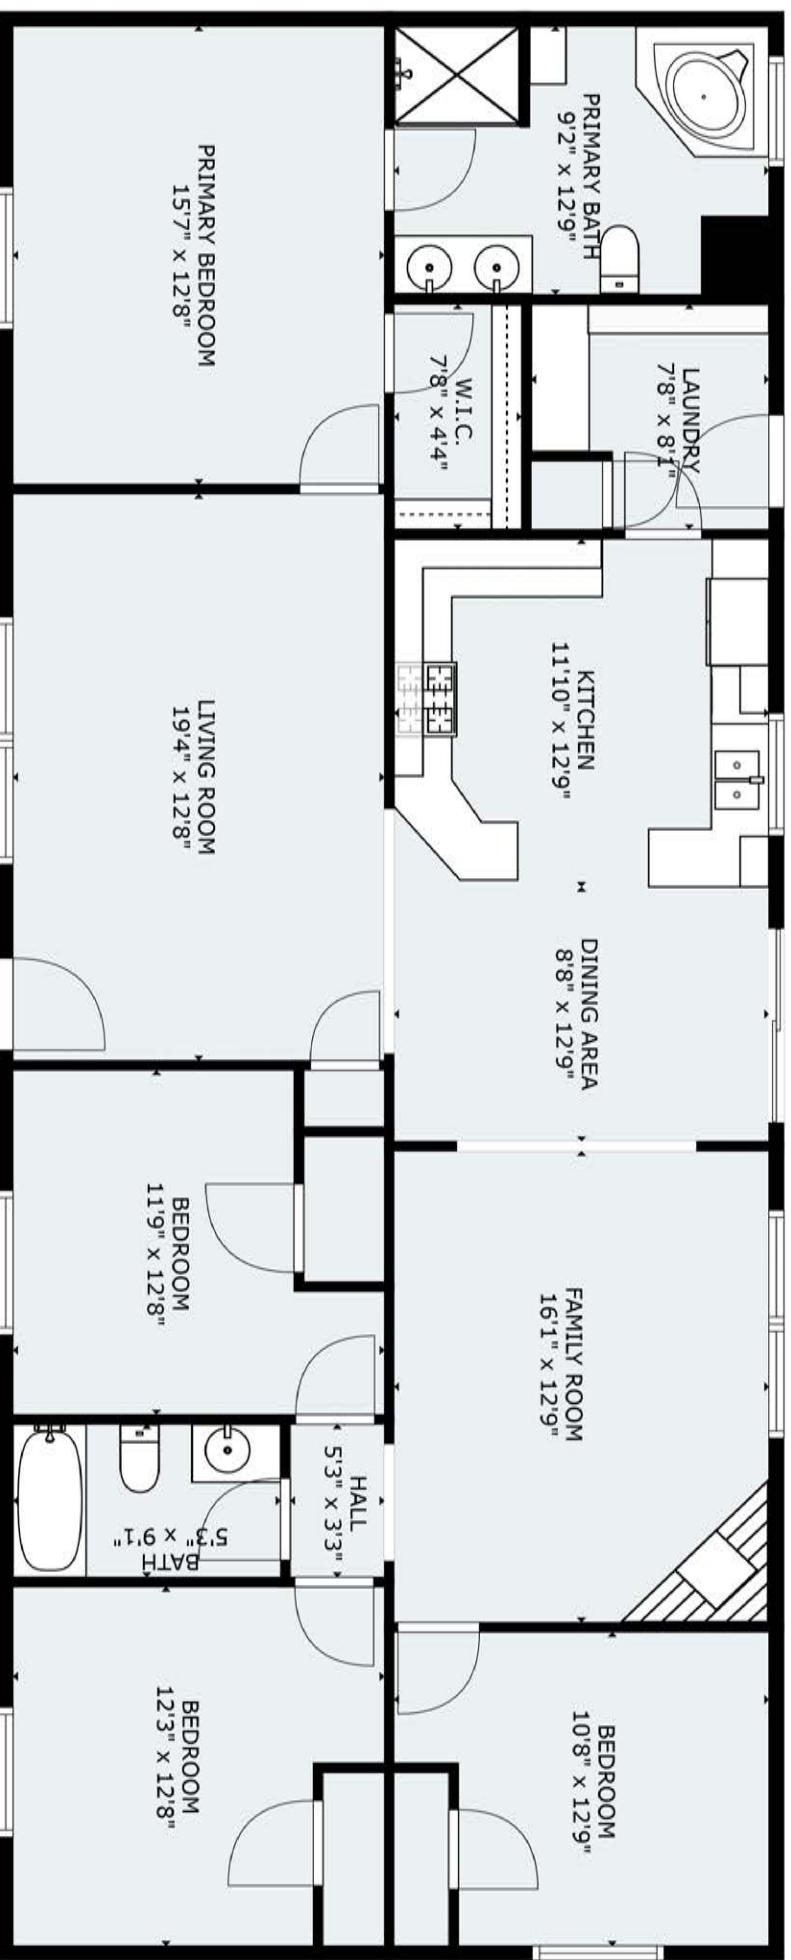 PRIMARY BATH
9'2" x 12'9"
PRIMARY BEDROOM
15'7" x 12'8"
W.I.C.
7'8" x 4'4"
LAUNDRY
7'8" x 8'1"
KITCHEN
11'10" x 12'9"
LIVING ROOM
19'4" x 12'8"
DINING AREA
8'8" x 12'9"
BEDROOM
11'9" x 12'8"
FAMILY ROOM
16'1" x 12'9"
HALL
5'3" x 3'3"
BATH
5'3" x 9'1"
BEDROOM
12'3" x 12'8"
BEDROOM
10'8" x 12'9"